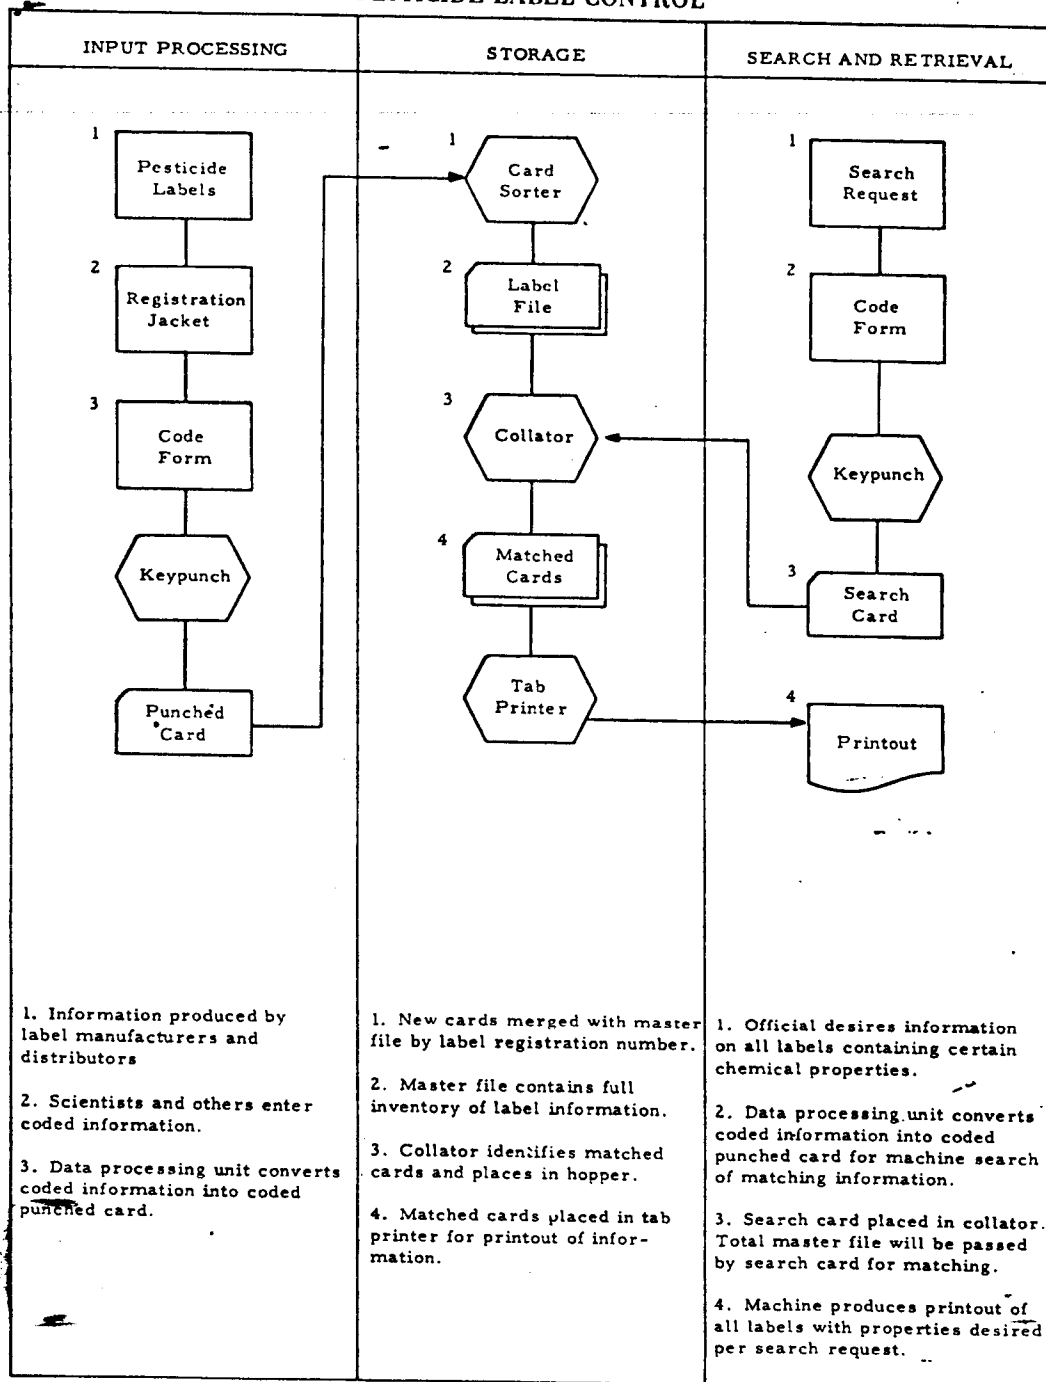 LABEL CONTROL
INPUT PROCESSING
STORAGE
SEARCH AND RETRIEVAL
1
Pesticide
Labels
2
Registration
Jacket
3
Code
Form
Keypunch
Punched
Card
1
Card
Sorter
2
Label
File
3
Collator
4
Matched
Cards
Tab
Printer
1
Search
Request
2
Code
Form
Keypunch
3
Search
Card
4
Printout
1. Information produced by
label manufacturers and
distributors
2. Scientists and others enter
coded information.
3. Data processing unit converts
coded information into coded
punched card.
1. New cards merged with master
file by label registration number.
2. Master file contains full
inventory of label information.
3. Collator identifies matched
cards and places in hopper.
4. Matched cards placed in tab
printer for printout of infor-
mation.
1. Official desires information
on all labels containing certain
chemical properties.
2. Data processing unit converts
coded information into coded
punched card for machine search
of matching information.
3. Search card placed in collator.
Total master file will be passed
by search card for matching.
4. Machine produces printout of
all labels with properties desired
per search request.